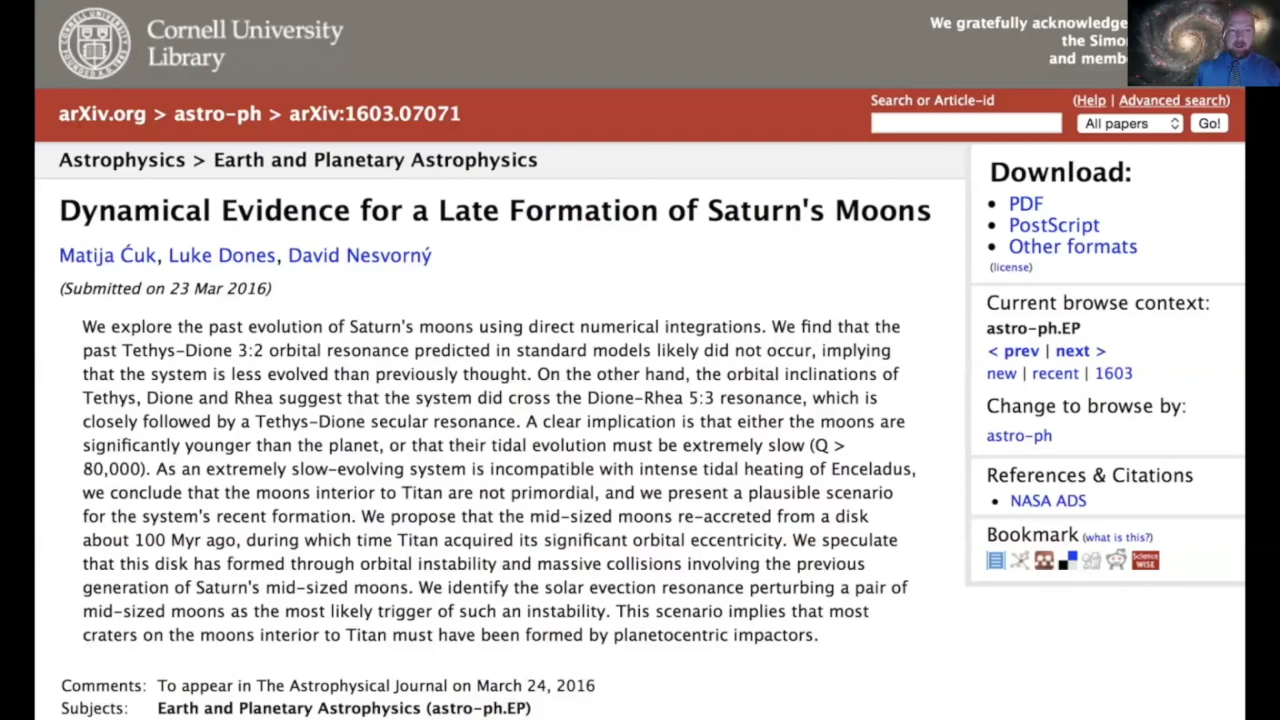 Cornell University
Library
We gratefully acknowledge
the
and
arXiv.org > astro-ph > arXiv:1603.07071
Search or Article-id
(Help | Advanced search)
All papers
Go!
Astrophysics > Earth and Planetary Astrophysics
Dynamical Evidence for a Late Formation of Saturn's Moons
Matija Ćuk, Luke Dones, David Nesvorný
(Submitted on 23 Mar 2016)
We explore the past evolution of Saturn's moons using direct numerical integrations. We find that the
past Tethys-Dione 3:2 orbital resonance predicted in standard models likely did not occur, implying
that the system is less evolved than previously thought. On the other hand, the orbital inclinations of
Tethys, Dione and Rhea suggest that the system did cross the Dione-Rhea 5:3 resonance, which is
closely followed by a Tethys-Dione secular resonance. A clear implication is that either the moons are
significantly younger than the planet, or that their tidal evolution must be extremely slow (Q >
80,000). As an extremely slow-evolving system is incompatible with intense tidal heating of Enceladus,
we conclude that the moons interior to Titan are not primordial, and we present a plausible scenario
for the system's recent formation. We propose that the mid-sized moons re-accreted from a disk
about 100 Myr ago, during which time Titan acquired its significant orbital eccentricity. We speculate
that this disk has formed through orbital instability and massive collisions involving the previous
generation of Saturn's mid-sized moons. We identify the solar evection resonance perturbing a pair of
mid-sized moons as the most likely trigger of such an instability. This scenario implies that most
craters on the moons interior to Titan must have been formed by planetocentric impactors.
Comments: To appear in The Astrophysical Journal on March 24, 2016
Subjects: Earth and Planetary Astrophysics (astro-ph.EP)
Download:
• PDF
• PostScript
• Other formats
(license)
Current browse context:
astro-ph.EP
< prev | next >
new | recent | 1603
Change to browse by:
astro-ph
References & Citations
• NASA ADS
Bookmark (what is this?)
Science
WISE